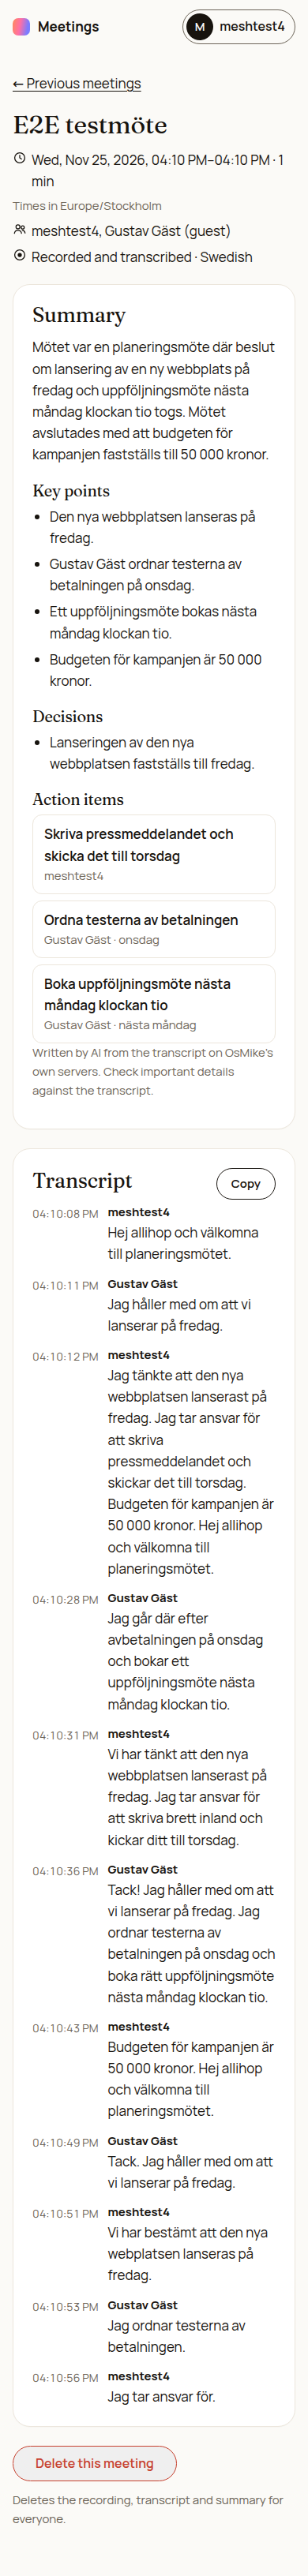 Meetings
M meshtest4
← Previous meetings
E2E testmöte
Wed, Nov 25, 2026, 04:10 PM–04:10 PM · 1
min
Times in Europe/Stockholm
meshtest4, Gustav Gäst (guest)
Recorded and transcribed · Swedish
Summary
Mötet var en planeringsmöte där beslut
om lansering av en ny webbplats på
fredag och uppföljningsmöte nästa
måndag klockan tio togs. Mötet
avslutades med att budgeten för
kampanjen fastställs till 50 000 kronor.
Key points
• Den nya webbplatsen lanseras på
fredag.
• Gustav Gäst ordnar testerna av
betalningen på onsdag.
• Ett uppföljningsmöte bokas nästa
måndag klockan tio.
• Budgeten för kampanjen är 50 000
kronor.
Decisions
• Lanseringen av den nya
webbplatsen fastställs till fredag.
Action items
Skriva pressmeddelandet och
skicka det till torsdag
meshtest4
Ordna testerna av betalningen
Gustav Gäst · onsdag
Boka uppföljningsmöte nästa
måndag klockan tio
Gustav Gäst · nästa måndag
Written by AI from the transcript on OsMike's
own servers. Check important details
against the transcript.
Transcript
Copy
04:10:08 PM meshtest4
Hej allihop och välkomna
till planeringsmötet.
04:10:11 PM Gustav Gäst
Jag håller med om att vi
lanserar på fredag.
04:10:12 PM meshtest4
Jag tänkte att den nya
webbplatsen lanserast på
fredag. Jag tar ansvar för
att skriva
pressmeddelandet och
skickar det till torsdag.
Budgeten för kampanjen är
50 000 kronor. Hej allihop
och välkomna till
planeringsmötet.
04:10:28 PM Gustav Gäst
Jag går där efter
avbetalningen på onsdag
och bokar ett
uppföljningsmöte nästa
måndag klockan tio.
04:10:31 PM meshtest4
Vi har tänkt att den nya
webbplatsen lanserast på
fredag. Jag tar ansvar för
att skriva brett inland och
kickar ditt till torsdag.
04:10:36 PM Gustav Gäst
Tack! Jag håller med om att
vi lanserar på fredag. Jag
ordnar testerna av
betalningen på onsdag och
boka rätt uppföljningsmöte
nästa måndag klockan tio.
04:10:43 PM meshtest4
Budgeten för kampanjen är
50 000 kronor. Hej allihop
och välkomna till
planeringsmötet.
04:10:49 PM Gustav Gäst
Tack. Jag håller med om att
vi lanserar på fredag.
04:10:51 PM meshtest4
Vi har bestämt att den nya
webbplatsen lanseras på
fredag.
04:10:53 PM Gustav Gäst
Jag ordnar testerna av
betalningen.
04:10:56 PM meshtest4
Jag tar ansvar för.
Delete this meeting
Deletes the recording, transcript and summary for
everyone.